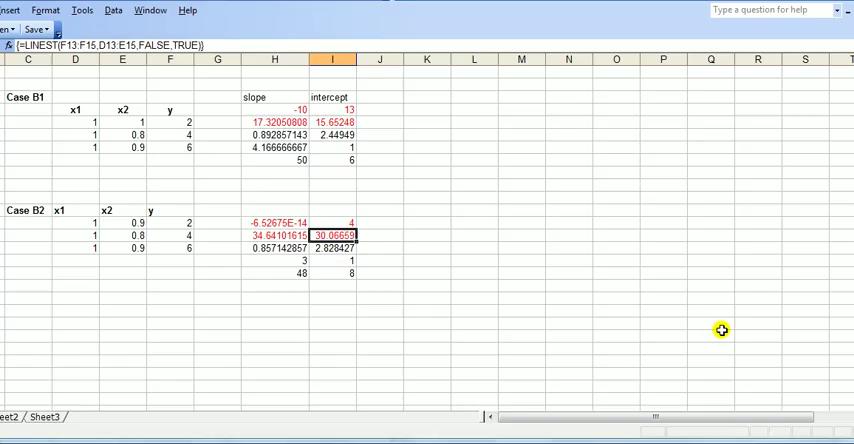 nsert Format Tools Data Window Help Type a question for help
en Save
fx {=LINEST(F13:F15,D13:E15,FALSE,TRUE)}
C D E F G H I J K L M N O P Q R S T
Case B1 slope intercept
x1 x2 y -10 13
1 1 2 17.32050808 15.65248
1 0.8 4 0.892857143 2.44949
1 0.9 6 4.166666667 1
50 6
Case B2 x1 x2 y
1 0.9 2 -6.52675E-14 4
1 0.8 4 34.64101615 30.06659
1 0.9 6 0.857142857 2.828427
3 1
48 8
eet2 / Sheet3 /